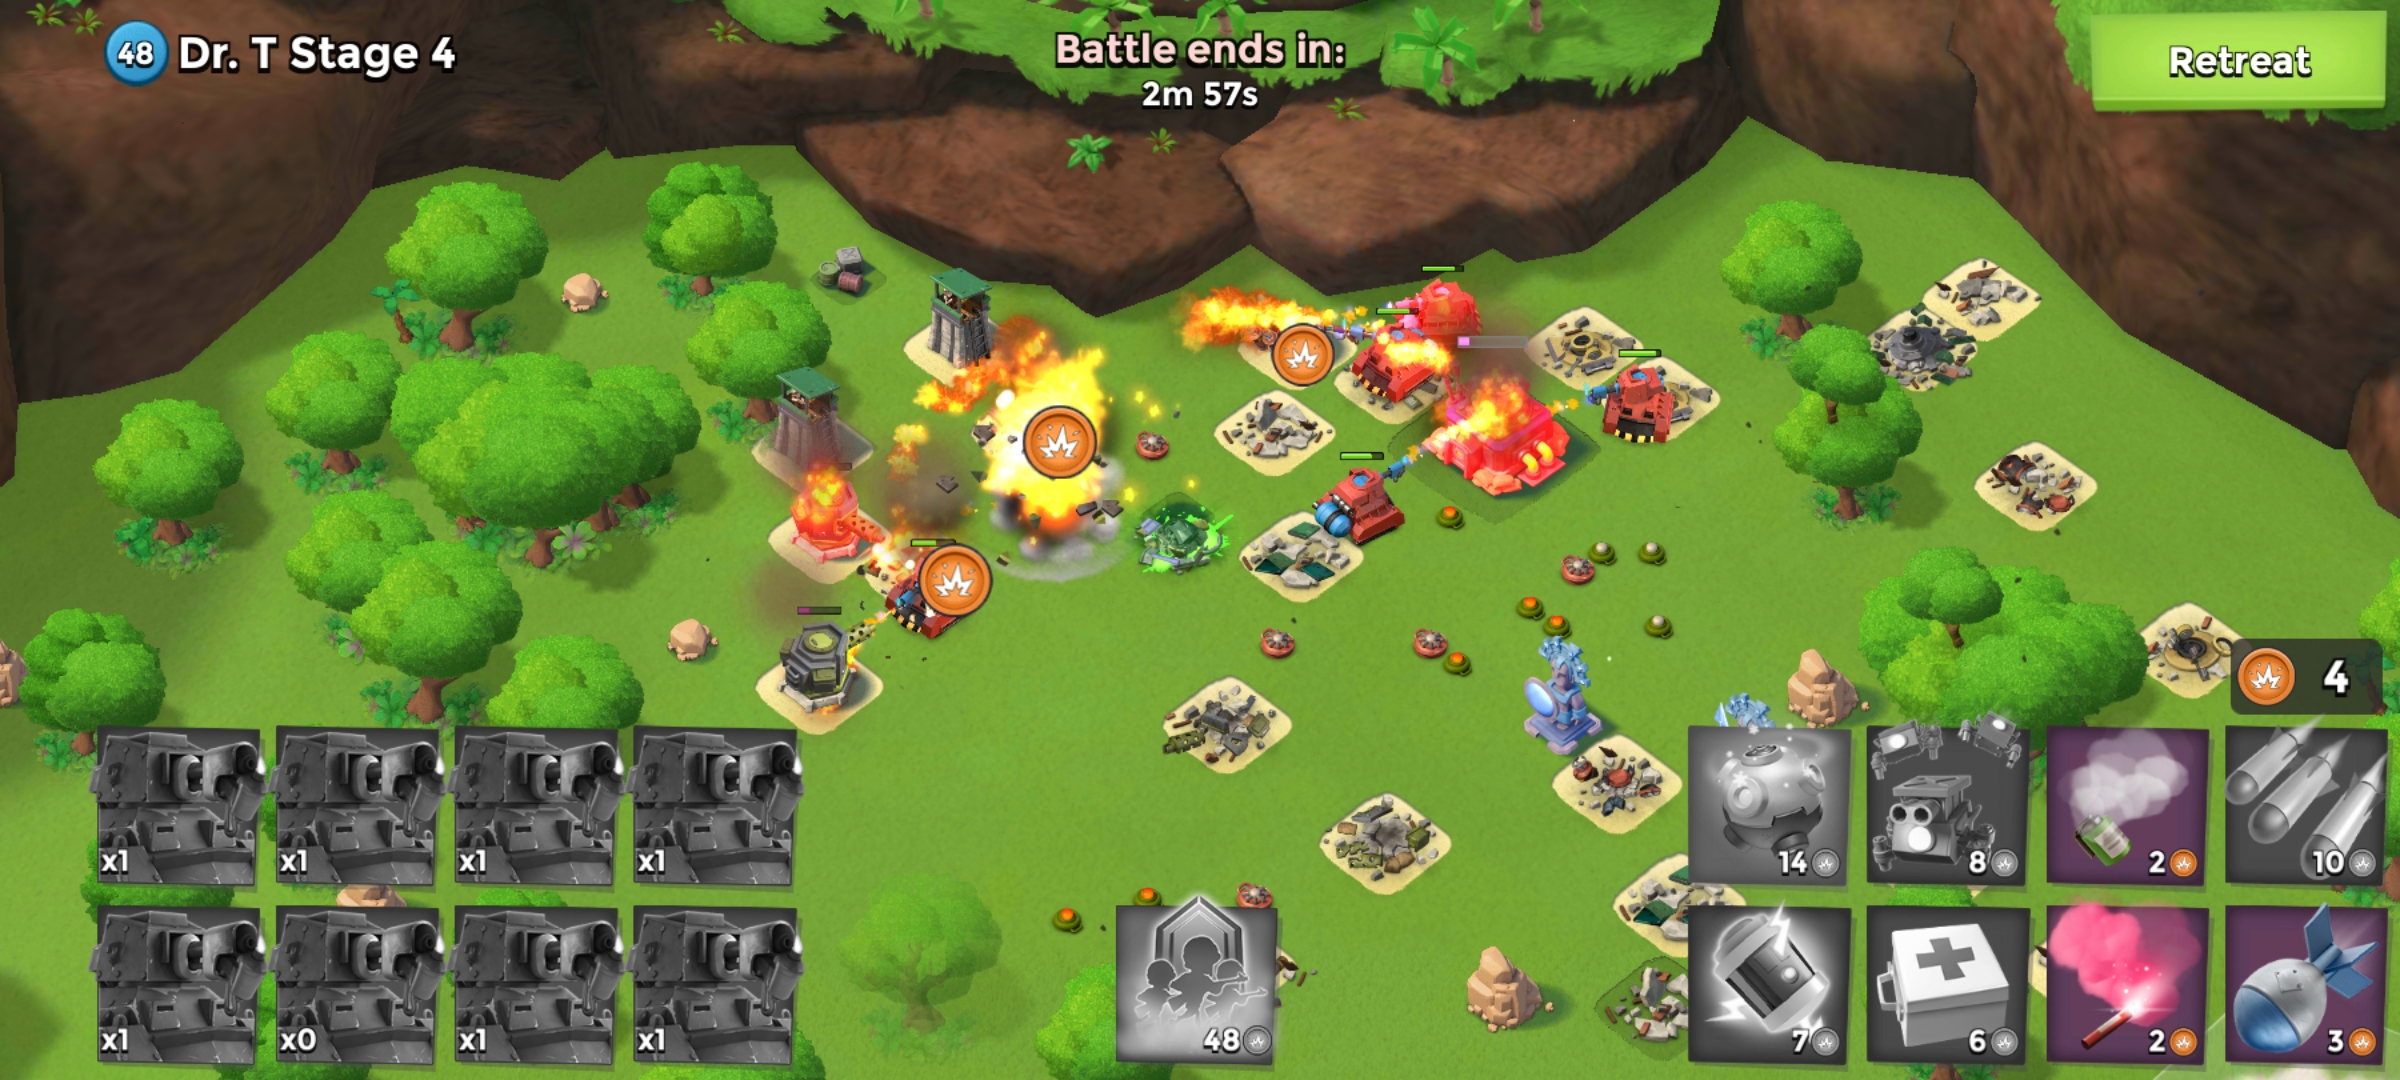 48 Dr. T Stage 4
Battle ends in:
2m 57s
Retreat
4
x1 x1 x1 x1
14 8 2 10
x1 x0 x1 x1
48
7 6 2 3